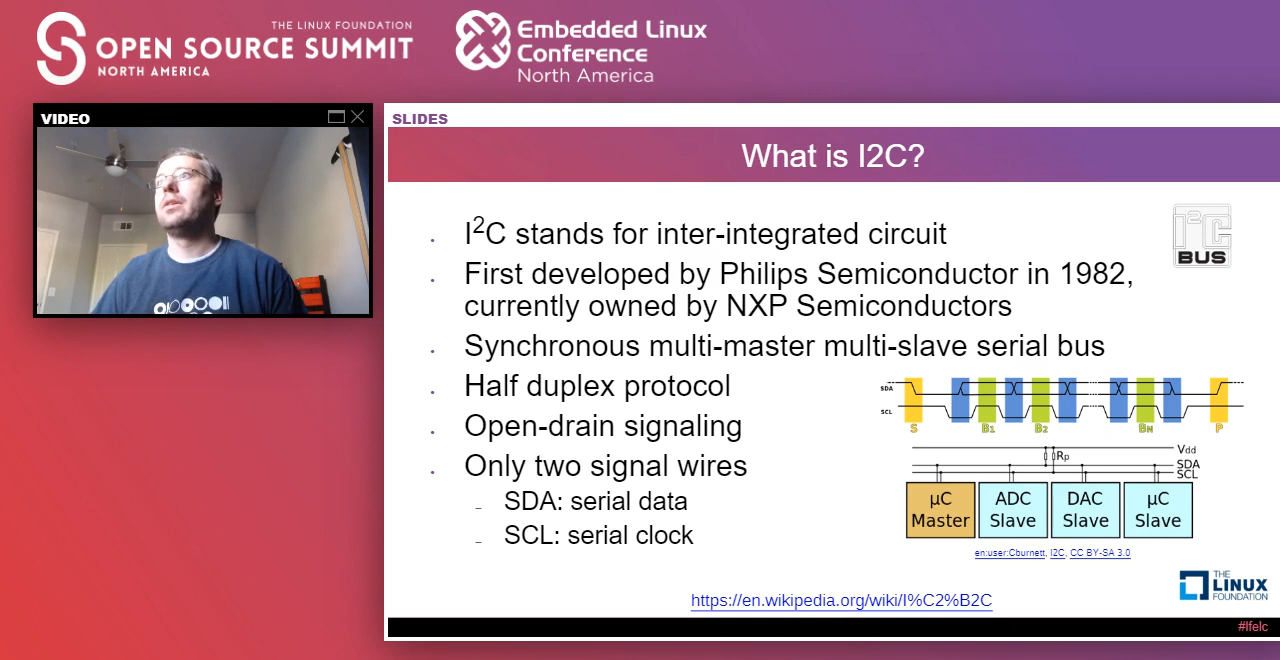 THE LINUX FOUNDATION
OPEN SOURCE SUMMIT
NORTH AMERICA
Embedded Linux
Conference
North America
VIDEO
SLIDES
What is I2C?
I²C stands for inter-integrated circuit
First developed by Philips Semiconductor in 1982,
currently owned by NXP Semiconductors
Synchronous multi-master multi-slave serial bus
Half duplex protocol
Open-drain signaling
Only two signal wires
SDA: serial data
SCL: serial clock
I²C
BUS
SDA
SCL
S B1 B2 BN P
Vdd
Rp
SDA
SCL
µC ADC DAC µC
Master Slave Slave Slave
en:user:Cburnett, I2C, CC BY-SA 3.0
https://en.wikipedia.org/wiki/I%C2%B2C
THE
LINUX
FOUNDATION
#lfelc